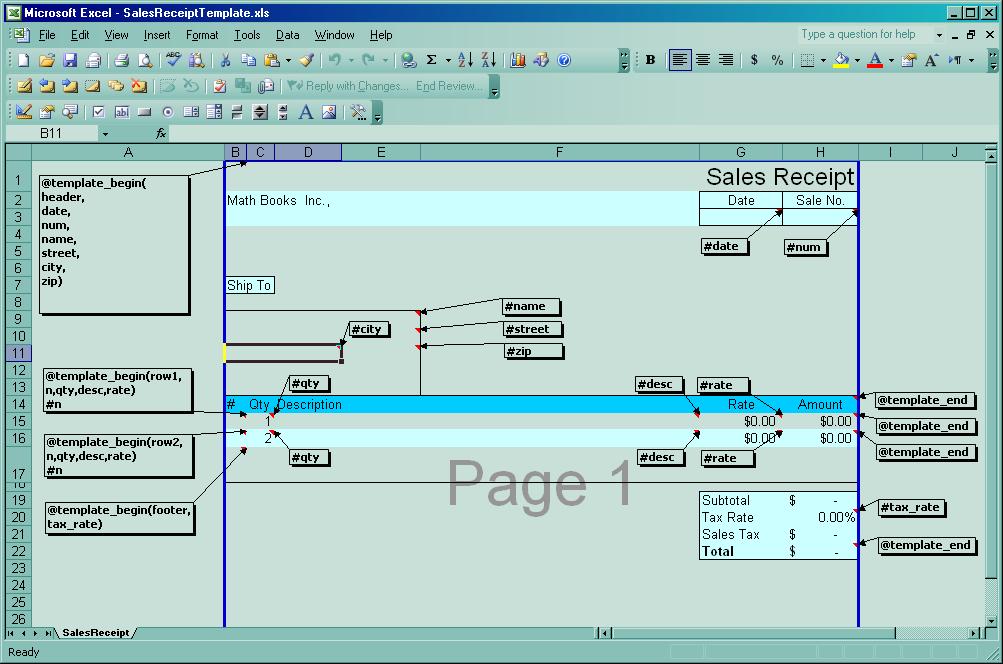 Microsoft Excel - SalesReceiptTemplate.xls
File Edit View Insert Format Tools Data Window Help Type a question for help
Reply with Changes... End Review...
B11 fx
A B C D E F G H I J
1 Sales Receipt
@template_begin(
header,
date,
num,
name,
street,
city,
zip)
2 Math Books Inc., Date Sale No.
3
4
#date #num
5
6
7 Ship To
8
#name
9
#city #street
10
11 #zip
12
@template_begin(row1,
n,qty,desc,rate)
#n
#qty #desc #rate
13
14 # Qty Description Rate Amount
@template_end
15 1 $0.00 $0.00
@template_end
16 2 $0.00 $0.00
@template_begin(row2,
n,qty,desc,rate)
#n
@template_end
#qty #desc #rate
17
Page 1
19 Subtotal $ -
#tax_rate
@template_begin(footer,
tax_rate)
20 Tax Rate 0.00%
21 Sales Tax $ -
22 Total $ -
@template_end
23
24
25
26
SalesReceipt
Ready